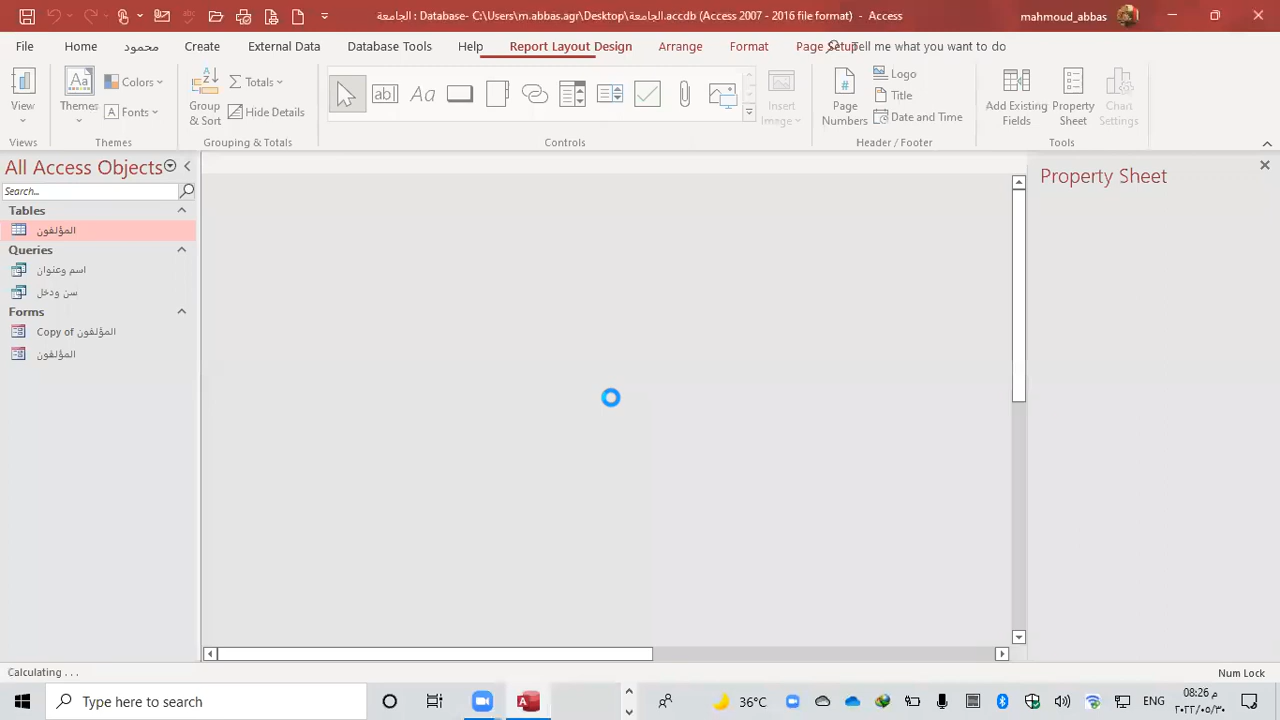 الجامعة : Database- C:\Users\m.abbas.agr\Desktop\الجامعة.accdb (Access 2007 - 2016 file format) - Access
mahmoud_abbas
File Home محمود Create External Data Database Tools Help Report Layout Design Arrange Format Page Setup Tell me what you want to do
View
Views
Themes
Colors
Fonts
Themes
Group & Sort
Totals
Hide Details
Grouping & Totals
Aa
Controls
Insert Image
Page Numbers
Logo
Title
Date and Time
Header / Footer
Add Existing Fields
Property Sheet
Chart Settings
Tools
All Access Objects
Search...
Tables
المؤلفون
Queries
اسم وعنوان
سن ودخل
Forms
Copy of المؤلفون
المؤلفون
Property Sheet
Calculating . . .
Num Lock
Type here to search
36°C
ENG
08:26 م
٢٠٢٢/٠٥/٣٠